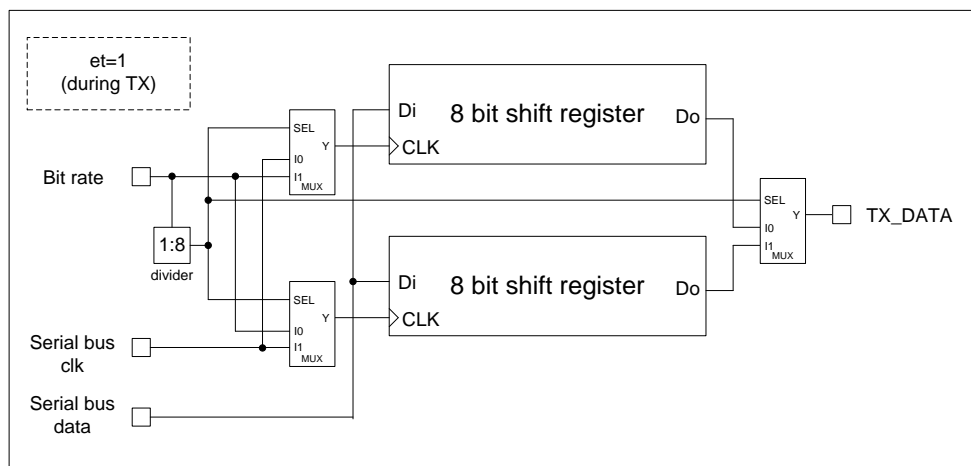 et=1
(during TX)
Di
8 bit shift register
Do
CLK
SEL
Y
I0
I1
MUX
Bit rate
SEL
Y
I0
I1
MUX
TX_DATA
1:8
divider
Di
8 bit shift register
Do
CLK
SEL
Y
I0
I1
MUX
Serial bus
clk
Serial bus
data